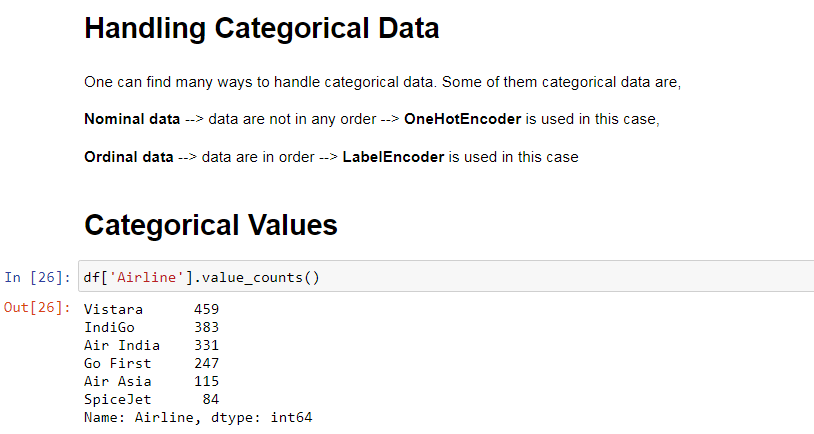 Handling Categorical Data
One can find many ways to handle categorical data. Some of them categorical data are,
Nominal data --> data are not in any order --> OneHotEncoder is used in this case,
Ordinal data --> data are in order --> LabelEncoder is used in this case
Categorical Values
In [26]: df['Airline'].value_counts()
Out[26]: Vistara 459
IndiGo 383
Air India 331
Go First 247
Air Asia 115
SpiceJet 84
Name: Airline, dtype: int64